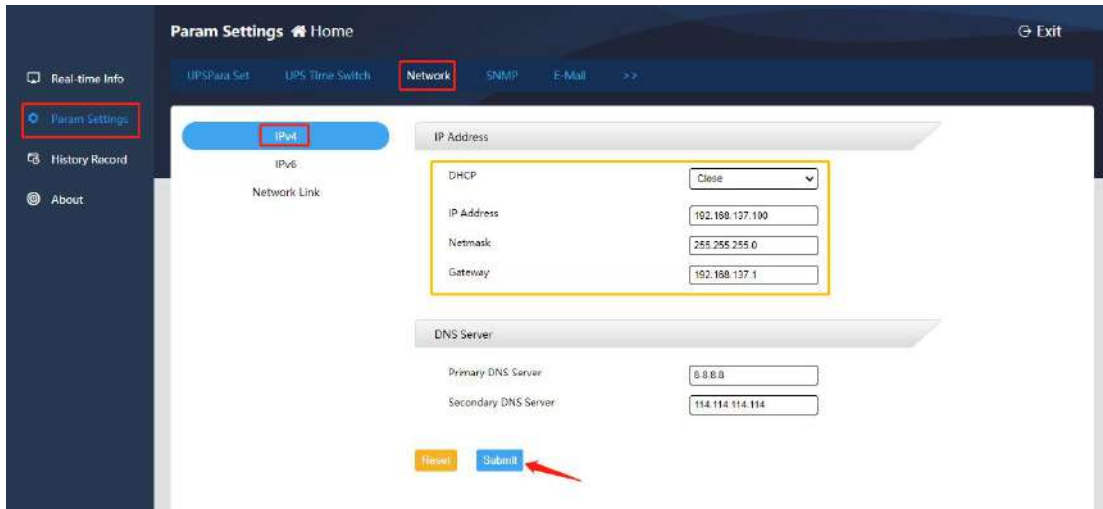 Param Settings Home
Exit
Real-time Info
Param Settings
History Record
About
UPSPara Set
UPS Time Switch
Network
SNMP
E-Mail
>>
IPv4
IPv6
Network Link
IP Address
DHCP
Close
IP Address
192.168.137.100
Netmask
255.255.255.0
Gateway
192.168.137.1
DNS Server
Primary DNS Server
8.8.8.8
Secondary DNS Server
114.114.114.114
Reset
Submit